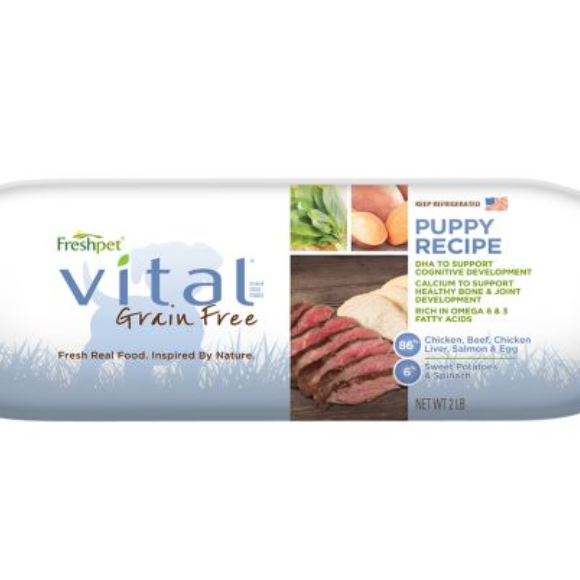 Freshpet®
vital®
Grain Free
Fresh Real Food. Inspired By Nature.
KEEP REFRIGERATED
PUPPY
RECIPE
DHA TO SUPPORT
COGNITIVE DEVELOPMENT
CALCIUM TO SUPPORT
HEALTHY BONE & JOINT
DEVELOPMENT
RICH IN OMEGA 6 & 3
FATTY ACIDS
86% Chicken, Beef, Chicken
Liver, Salmon & Egg
6% Sweet Potatoes
& Spinach
NET WT 2 LB